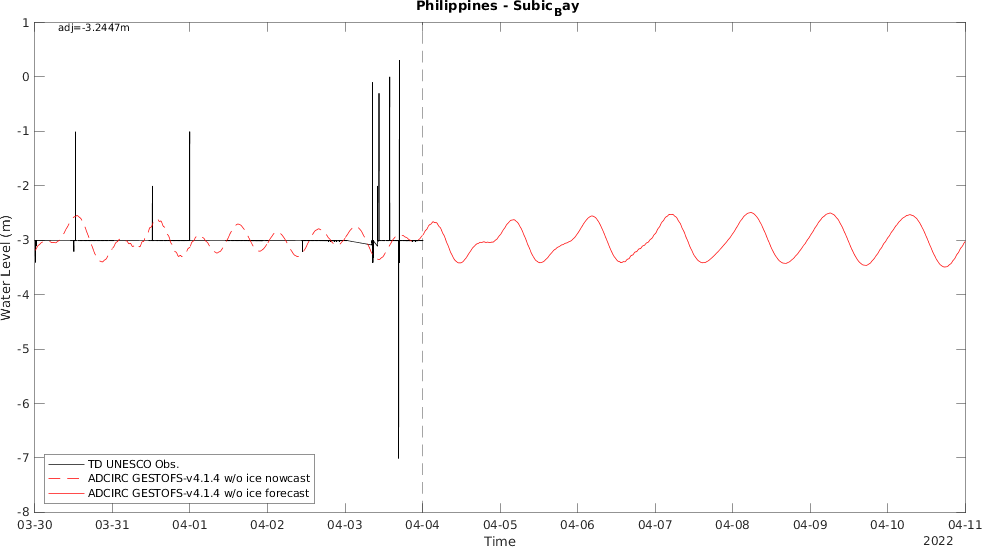 Philippines - Subic_Bay
adj=-3.2447m
1
0
-1
-2
-3
-4
-5
-6
-7
-8
Water Level (m)
TD UNESCO Obs.
ADCIRC GESTOFS-v4.1.4 w/o ice nowcast
ADCIRC GESTOFS-v4.1.4 w/o ice forecast
03-30 03-31 04-01 04-02 04-03 04-04 04-05 04-06 04-07 04-08 04-09 04-10 04-11
Time
2022